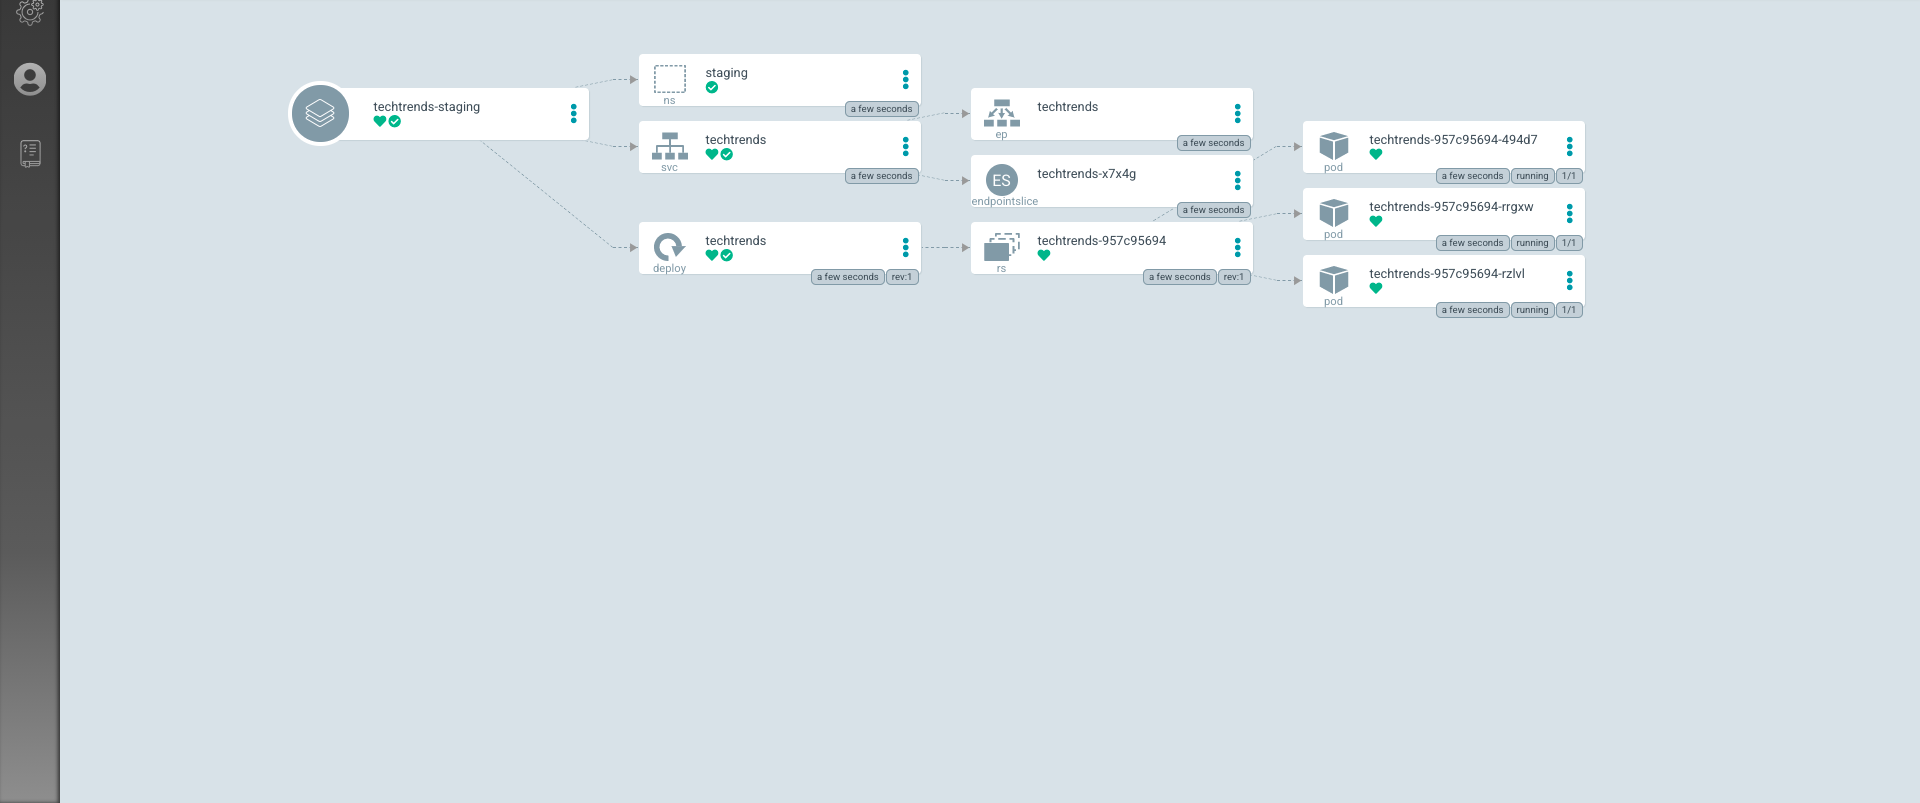 techtrends-staging
staging
ns
a few seconds
techtrends
svc
a few seconds
techtrends
deploy
a few seconds rev:1
techtrends
ep
a few seconds
ES
techtrends-x7x4g
endpointslice
a few seconds
techtrends-957c95694
rs
a few seconds rev:1
techtrends-957c95694-494d7
pod
a few seconds running 1/1
techtrends-957c95694-rrgxw
pod
a few seconds running 1/1
techtrends-957c95694-rzlvl
pod
a few seconds running 1/1